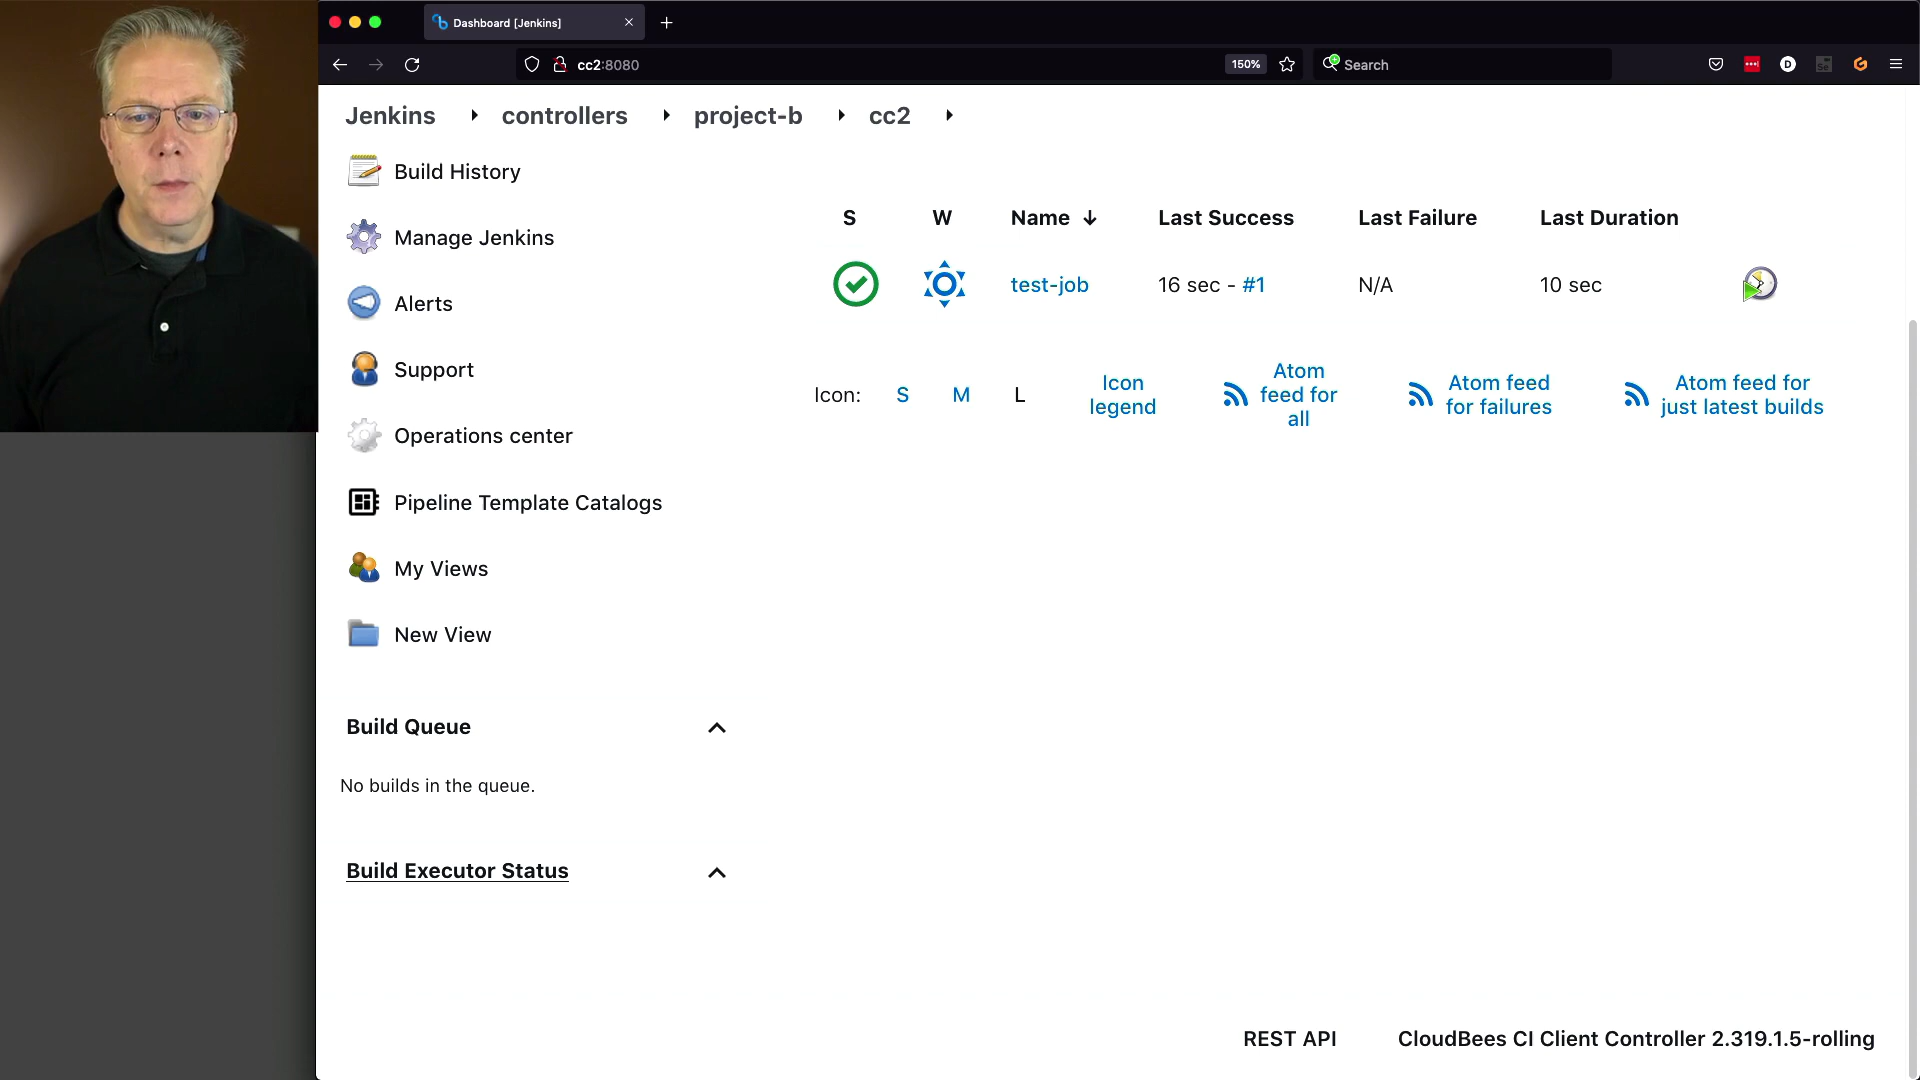 Dashboard [Jenkins]
cc2:8080
150%
Search
Jenkins
controllers
project-b
cc2
Build History
Manage Jenkins
Alerts
Support
Operations center
Pipeline Template Catalogs
My Views
New View
Build Queue
No builds in the queue.
Build Executor Status
S W Name ↓ Last Success Last Failure Last Duration
test-job 16 sec - #1 N/A 10 sec
Icon: S M L
Icon
legend
Atom
feed for
all
Atom feed
for failures
Atom feed for
just latest builds
REST API
CloudBees CI Client Controller 2.319.1.5-rolling